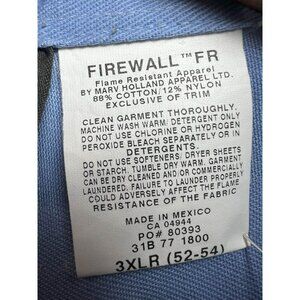 FIREWALL™FR
Flame Resistant Apparel
BY MARV HOLLAND APPAREL LTD.
88% COTTON/12% NYLON
EXCLUSIVE OF TRIM
CLEAN GARMENT THOROUGHLY.
MACHINE WASH WARM. DETERGENT ONLY
DO NOT USE CHLORINE OR HYDROGEN
PEROXIDE BLEACH SEPARATELY OR IN
DETERGENTS.
DO NOT USE SOFTENERS, DRYER SHEETS
OR STARCH. TUMBLE DRY WARM. GARMENT
CAN BE DRY CLEANED AND/OR COMMERCIALLY
LAUNDERED. FAILURE TO LAUNDER PROPERLY
COULD ADVERSELY AFFECT THE FLAME
RESISTANCE OF THE FABRIC
MADE IN MEXICO
CA 04944
PO# 80393
31B 77 1800
3XLR (52-54)